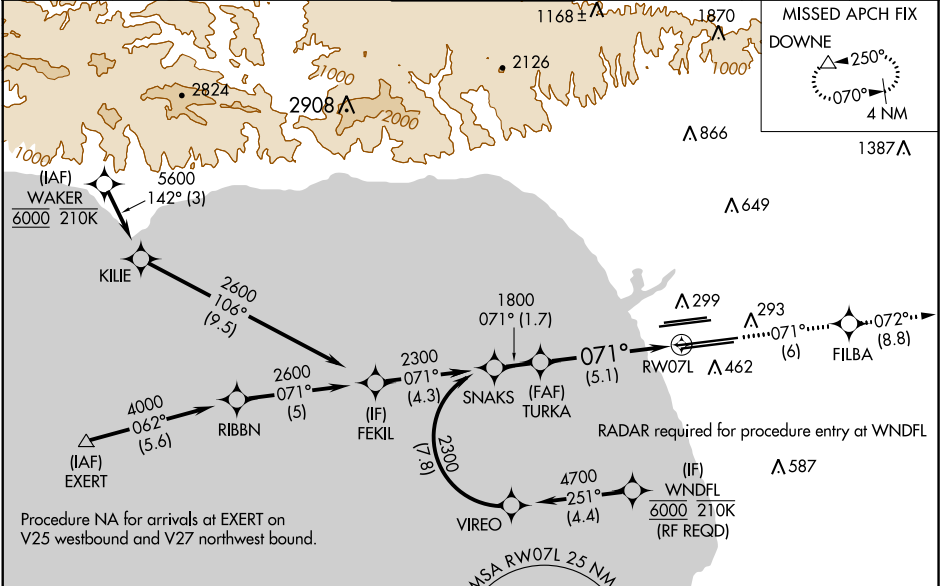 1168 ±
1870
MISSED APCH FIX
DOWNE
250°
070°
4 NM
1000
2126
1000
2824
2908
2000
866
1387
1000
(IAF)
WAKER
6000 210K
5600
142° (3)
649
KILIE
2600
106°
(9.5)
1800
071° (1.7)
299
293
071°
(6)
072°
(8.8)
FILBA
RW07L
462
2300
071°
(4.3)
SNAKS
071°
(5.1)
(FAF)
TURKA
2600
071°
(5)
(IF)
FEKIL
4000
062°
(5.6)
RIBBN
(IAF)
EXERT
2300
(7.8)
RADAR required for procedure entry at WNDFL
587
4700
251°
(4.4)
(IF)
WNDFL
6000 210K
(RF REQD)
VIREO
Procedure NA for arrivals at EXERT on
V25 westbound and V27 northwest bound.
MSA RW07L 25 NM